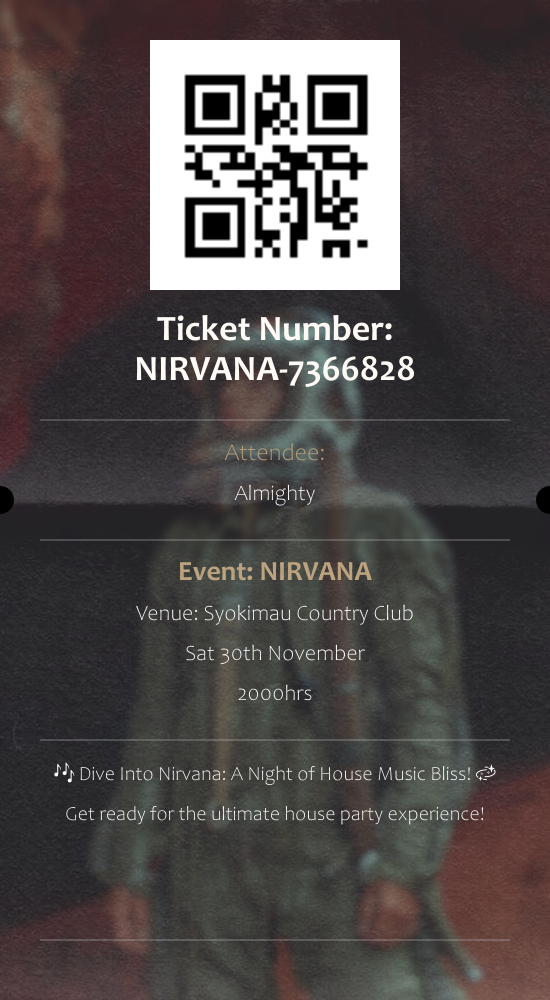 Ticket Number:
NIRVANA-7366828
Attendee:
Almighty
Event: NIRVANA
Venue: Syokimau Country Club
Sat 30th November
2000hrs
🎶 Dive Into Nirvana: A Night of House Music Bliss! 💫
Get ready for the ultimate house party experience!